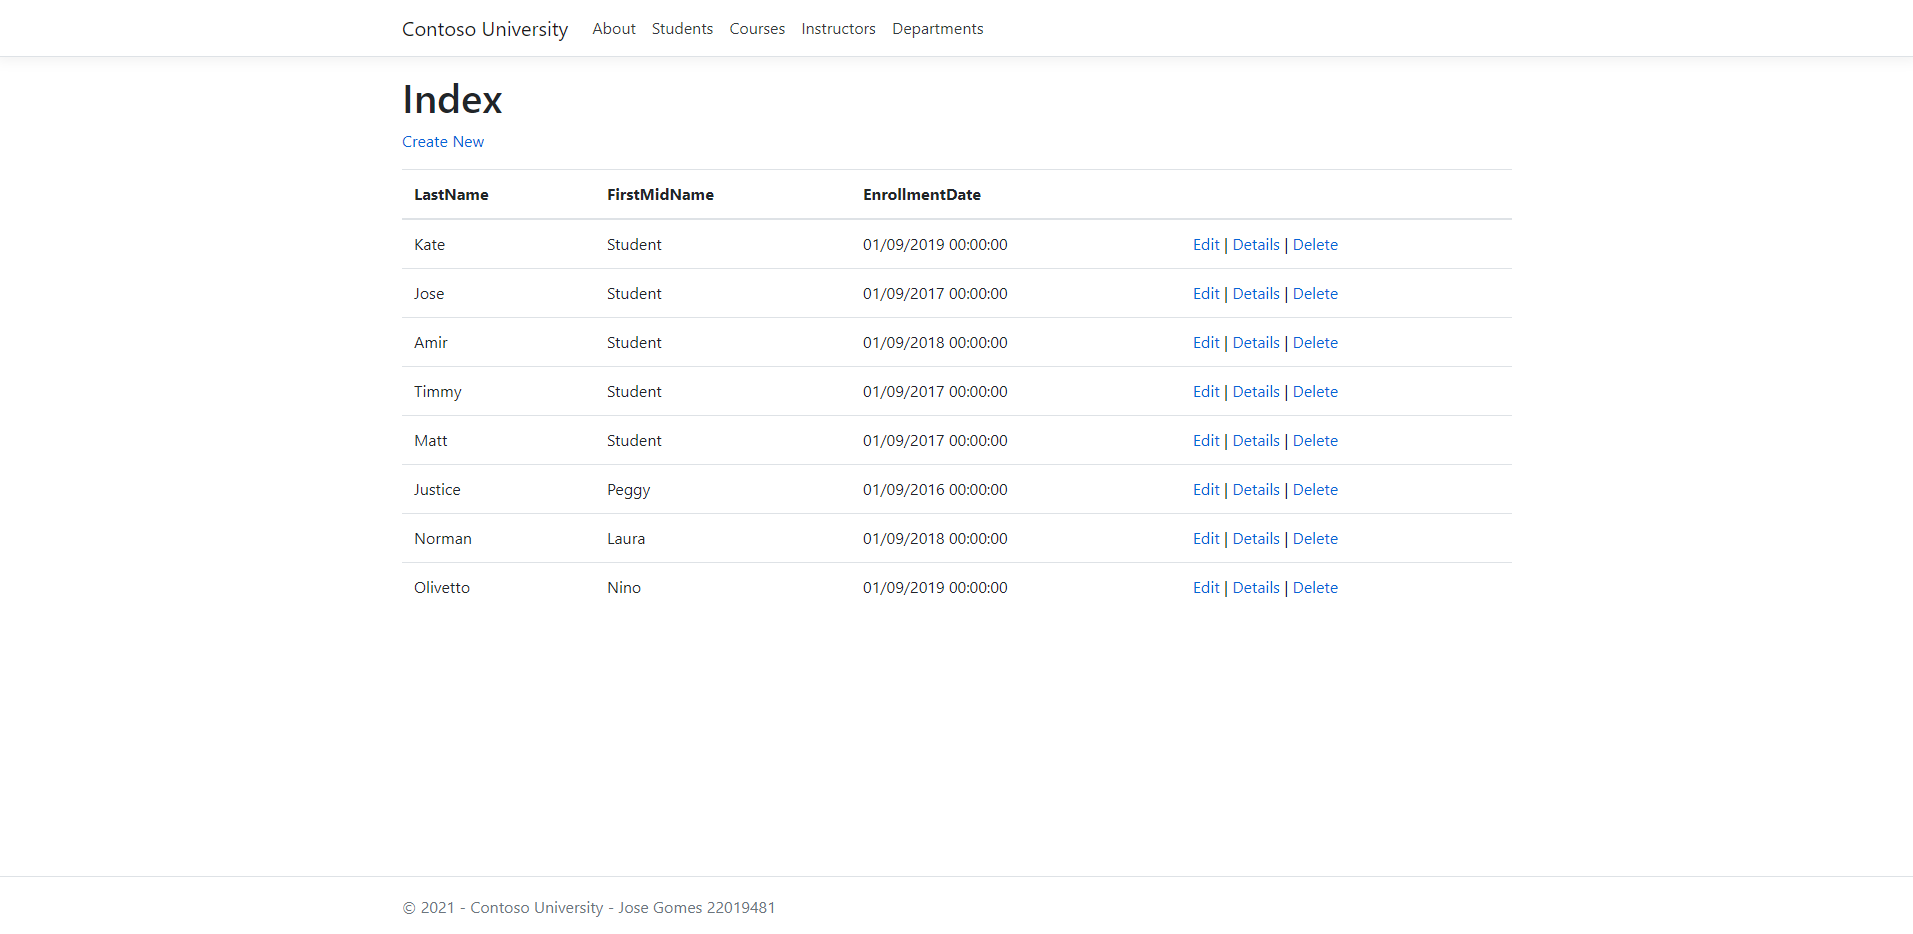 Contoso University About Students Courses Instructors Departments
Index
Create New
LastName FirstMidName EnrollmentDate
Kate Student 01/09/2019 00:00:00 Edit | Details | Delete
Jose Student 01/09/2017 00:00:00 Edit | Details | Delete
Amir Student 01/09/2018 00:00:00 Edit | Details | Delete
Timmy Student 01/09/2017 00:00:00 Edit | Details | Delete
Matt Student 01/09/2017 00:00:00 Edit | Details | Delete
Justice Peggy 01/09/2016 00:00:00 Edit | Details | Delete
Norman Laura 01/09/2018 00:00:00 Edit | Details | Delete
Olivetto Nino 01/09/2019 00:00:00 Edit | Details | Delete
© 2021 - Contoso University - Jose Gomes 22019481